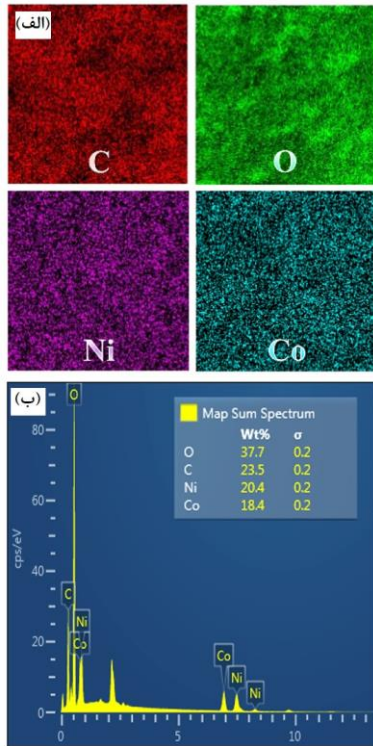 (الف)
C
O
Ni
Co
(ب)
O
Map Sum Spectrum
Wt% σ
O 37.7 0.2
C 23.5 0.2
Ni 20.4 0.2
Co 18.4 0.2
80
60
cps/eV
40
C
20
Ni
Co
Co
Ni
Ni
0
0 5 10